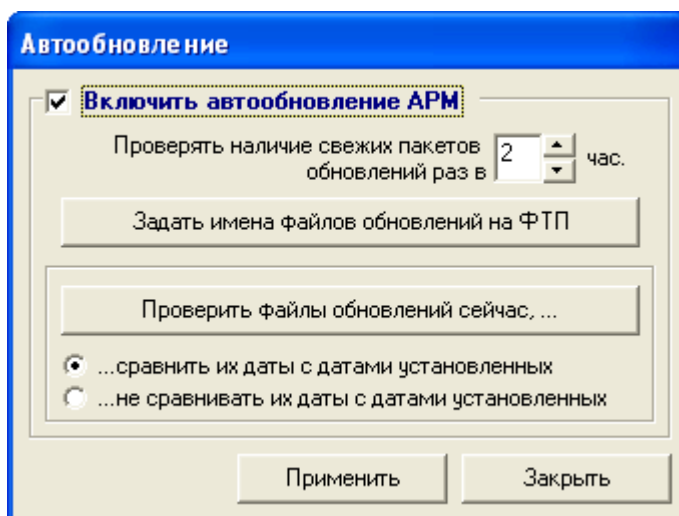 Автообновление
Включить автообновление АРМ
Проверять наличие свежих пакетов
обновлений раз в 2 час.
Задать имена файлов обновлений на ФТП
Проверить файлы обновлений сейчас, ...
...сравнить их даты с датами установленных
...не сравнивать их даты с датами установленных
Применить Закрыть